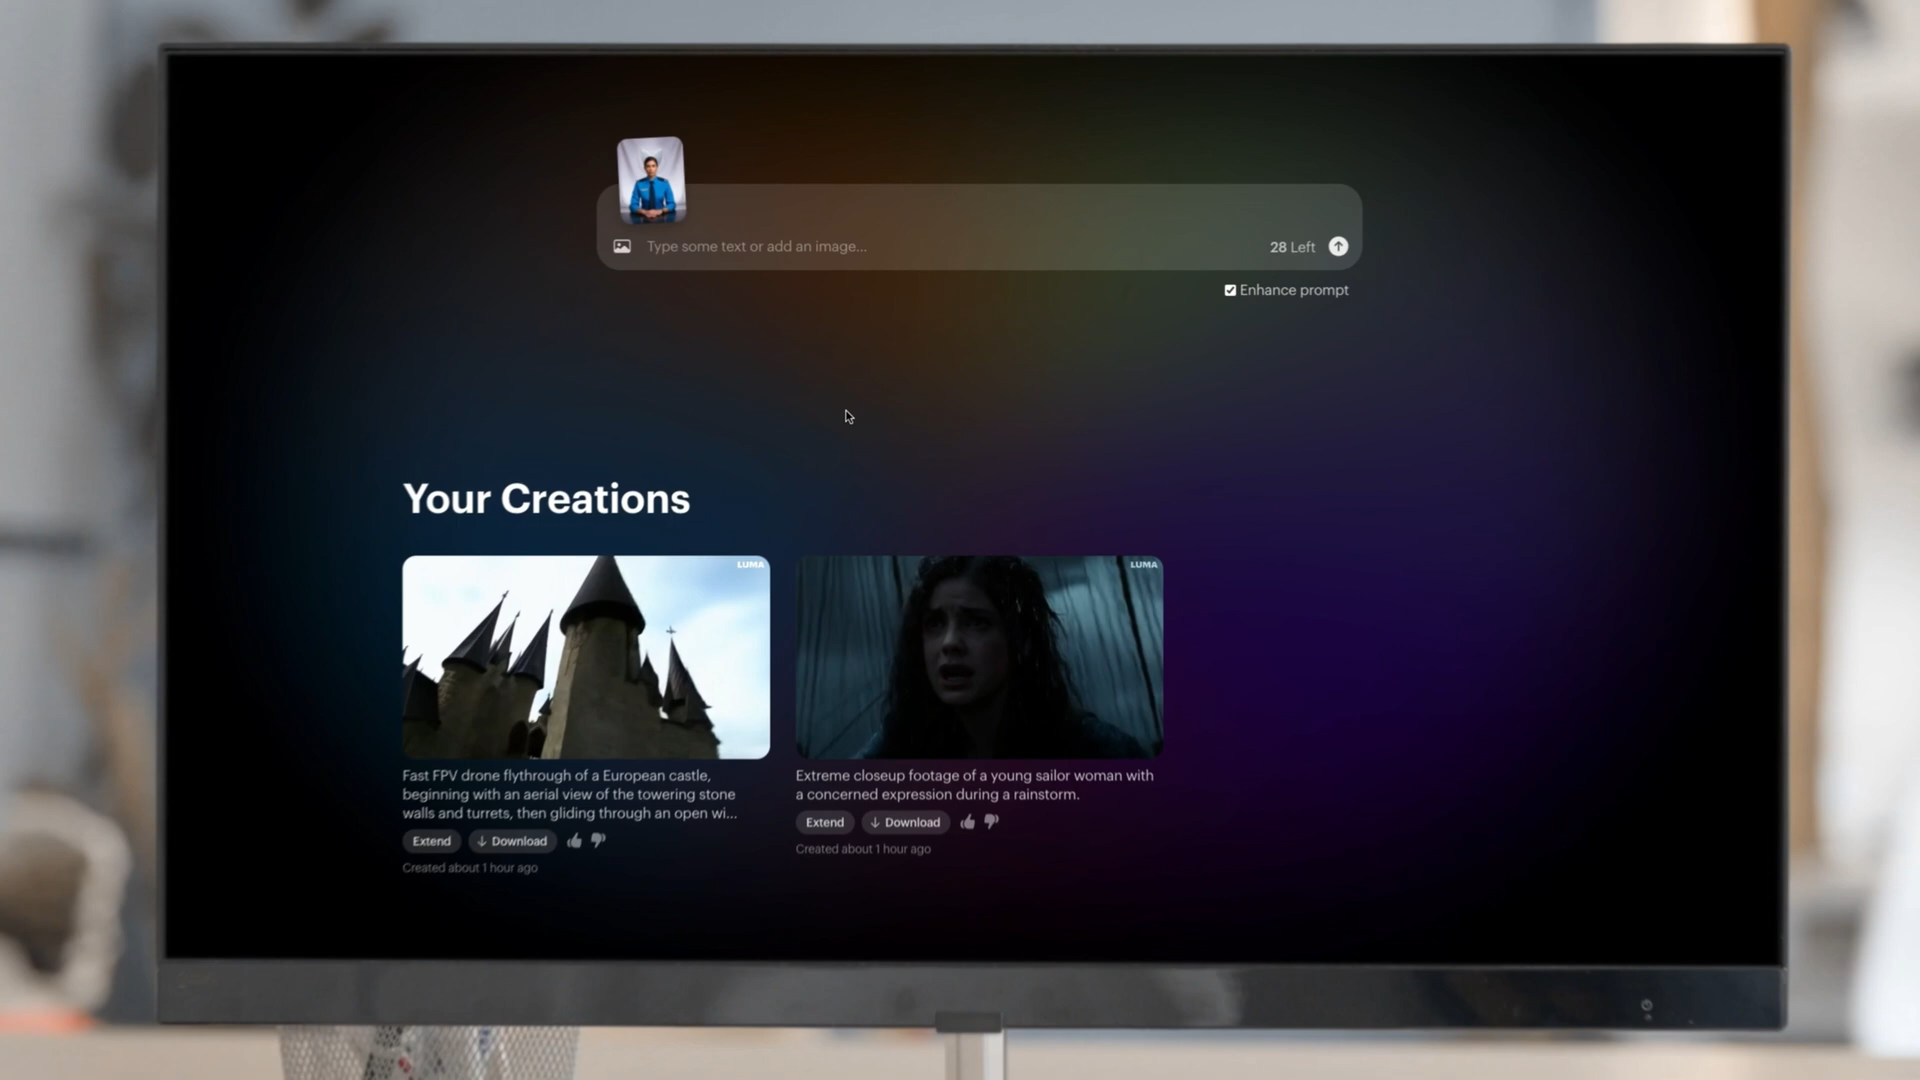 Type some text or add an image...
28 Left
Enhance prompt
Your Creations
LUMA
LUMA
Fast FPV drone flythrough of a European castle,
beginning with an aerial view of the towering stone
walls and turrets, then gliding through an open wi...
Extend
Download
Created about 1 hour ago
Extreme closeup footage of a young sailor woman with
a concerned expression during a rainstorm.
Extend
Download
Created about 1 hour ago